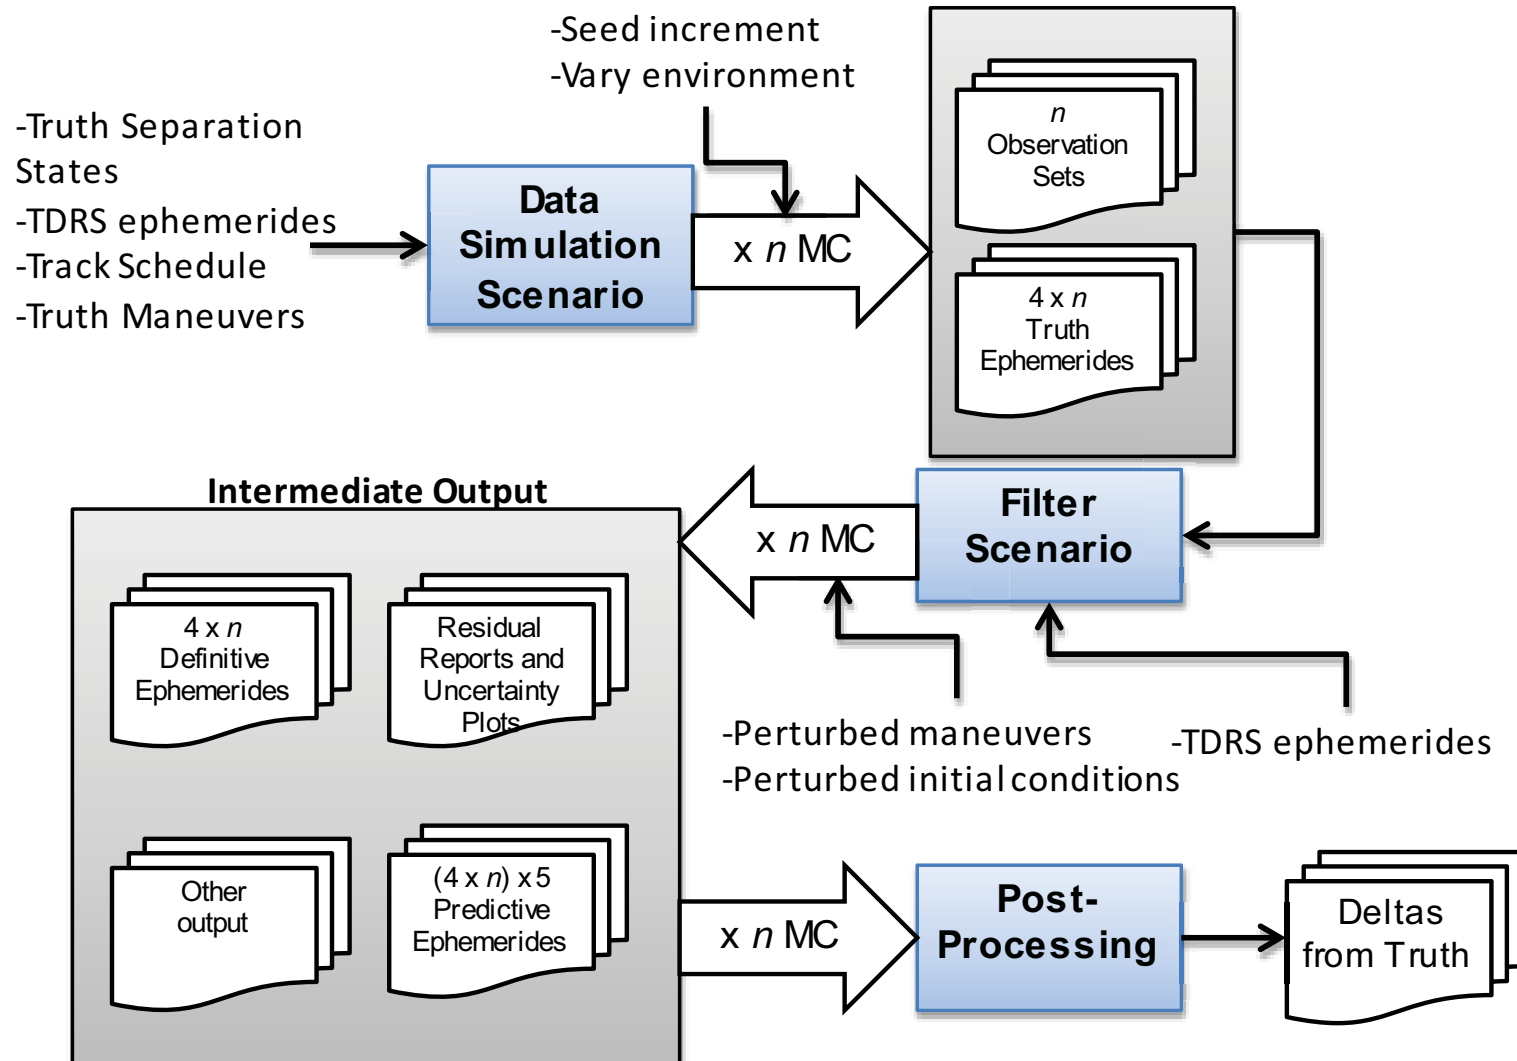 -Seed increment
-Vary environment
-Truth Separation
States
-TDRS ephemerides
-Track Schedule
-Truth Maneuvers
Data
Simulation
Scenario
x n MC
n
Observation
Sets
4 x n
Truth
Ephemerides
Intermediate Output
Filter
Scenario
x n MC
4 x n
Definitive
Ephemerides
Residual
Reports and
Uncertainty
Plots
-Perturbed maneuvers
-Perturbed initial conditions
-TDRS ephemerides
Other
output
(4 x n) x 5
Predictive
Ephemerides
x n MC
Post-
Processing
Deltas
from Truth